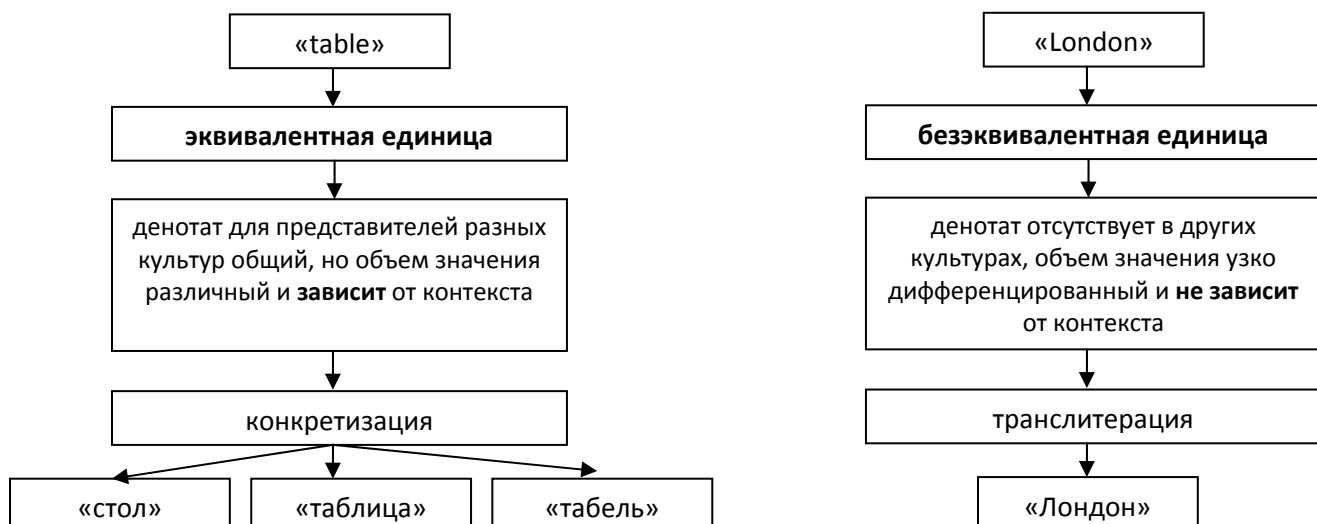 «table»
эквивалентная единица
денотат для представителей разных
культур общий, но объем значения
различный и зависит от контекста
конкретизация
«стол»
«таблица»
«табель»
«London»
безэквивалентная единица
денотат отсутствует в других
культурах, объем значения узко
дифференцированный и не зависит
от контекста
транслитерация
«Лондон»